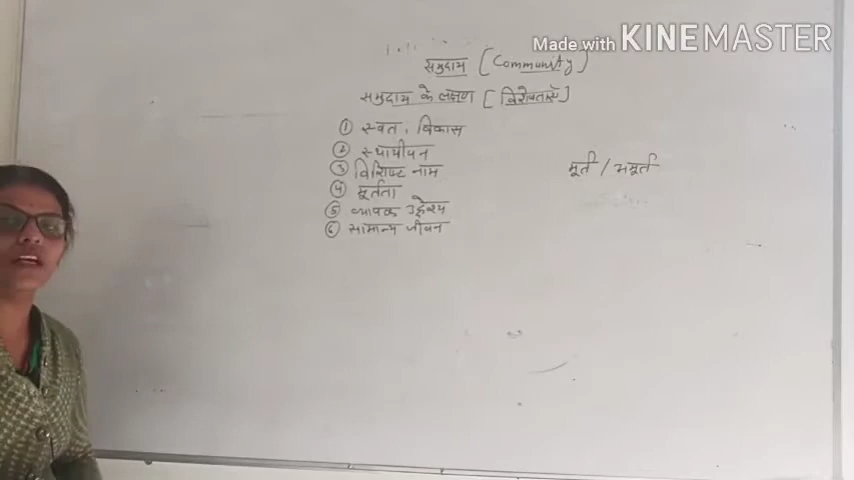 Made with KINEMASTER
समुदाय [Community]
समुदाय के लक्षण [विशेषताएँ]
① स्वत: विकास
② स्थायीपन
③ विशिष्ट नाम
मूर्त / अमूर्त
④ मूर्तता
⑤ व्यापक उद्देश्य
⑥ सामान्य जीवन